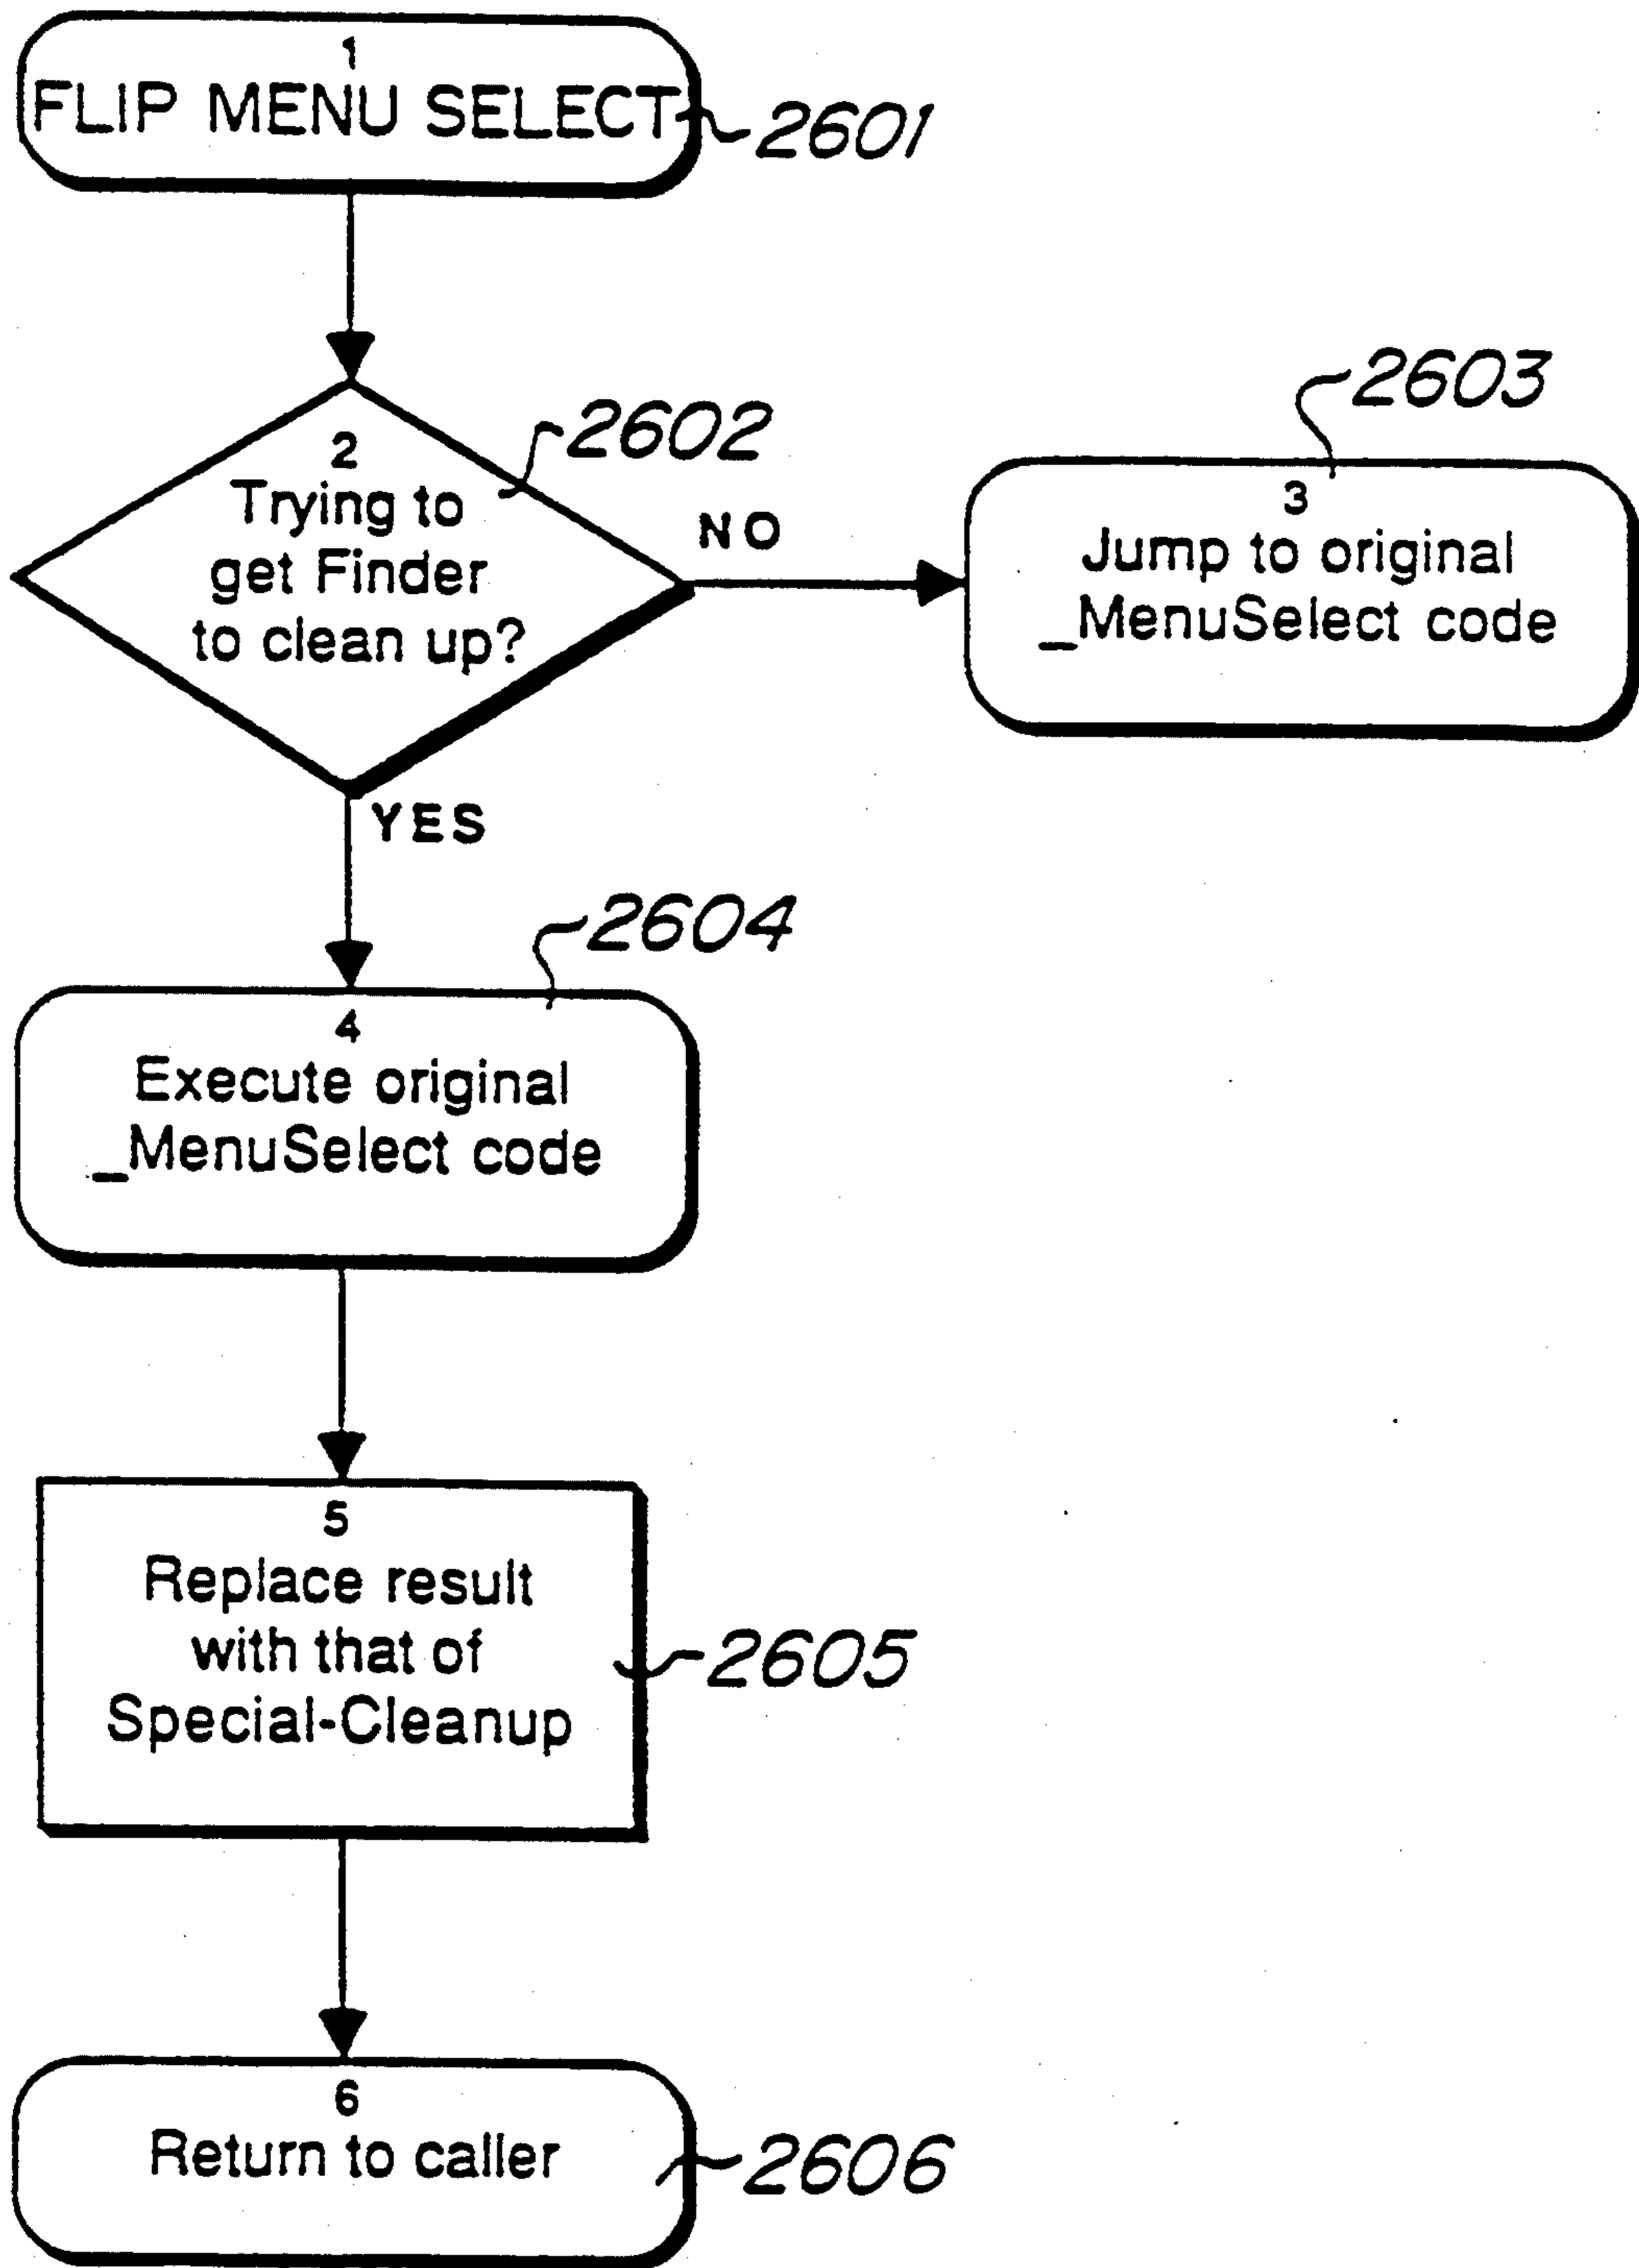 1
FLIP MENU SELECT
2601
2
Trying to
get Finder
to clean up?
2602
NO
2603
3
Jump to original
_MenuSelect code
YES
2604
4
Execute original
_MenuSelect code
5
Replace result
with that of
Special-Cleanup
2605
6
Return to caller
2606